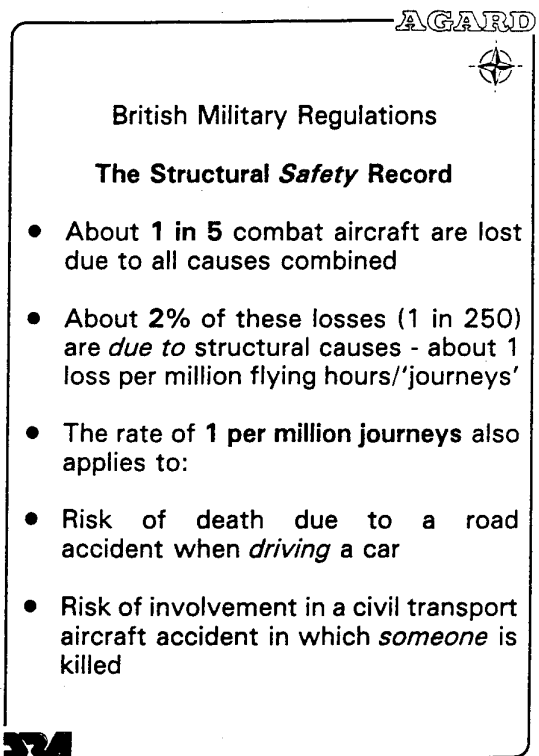 AGARD
British Military Regulations
The Structural Safety Record
● About 1 in 5 combat aircraft are lost
due to all causes combined
● About 2% of these losses (1 in 250)
are due to structural causes - about 1
loss per million flying hours/'journeys'
● The rate of 1 per million journeys also
applies to:
● Risk of death due to a road
accident when driving a car
● Risk of involvement in a civil transport
aircraft accident in which someone is
killed